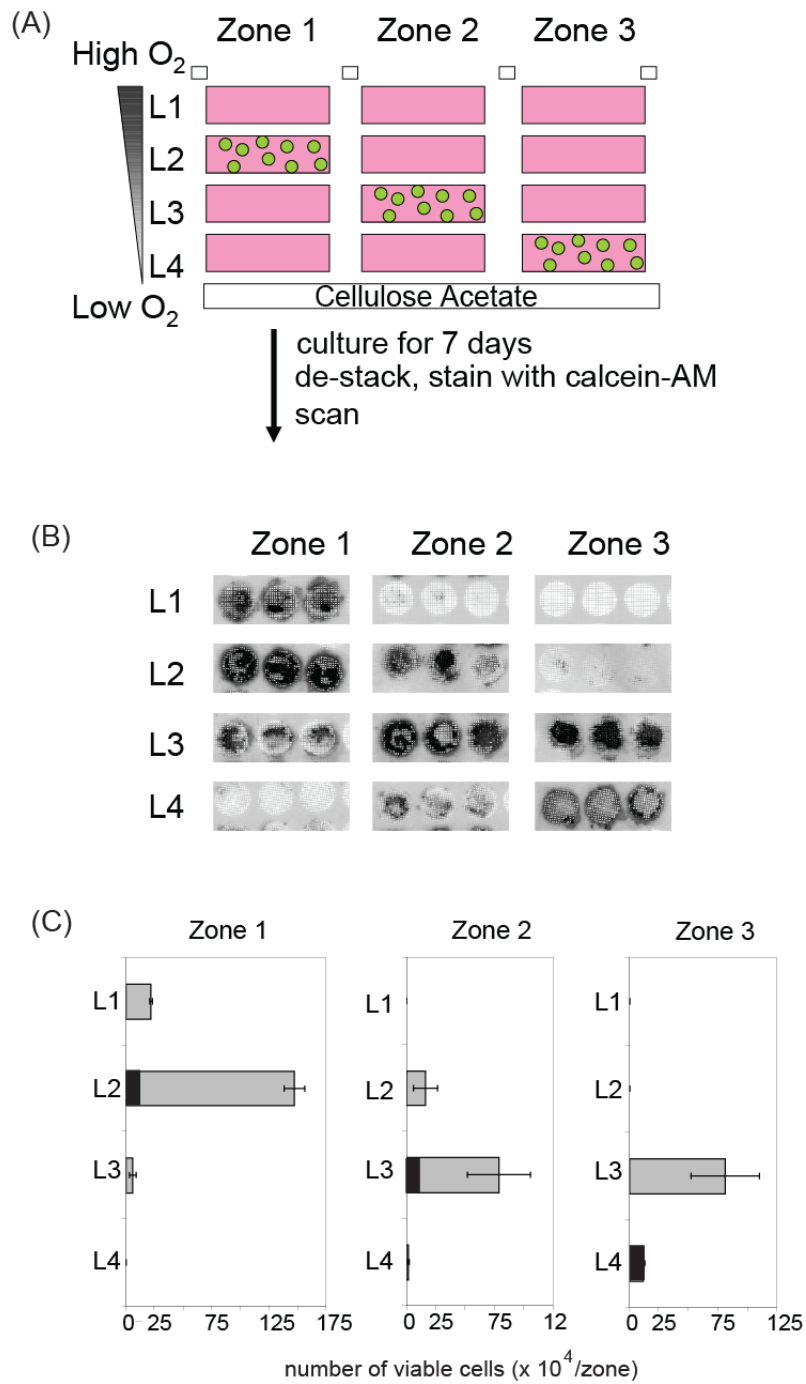 (A)
Zone 1 Zone 2 Zone 3
High O₂
L1
L2
L3
L4
Low O₂
Cellulose Acetate
culture for 7 days
de-stack, stain with calcein-AM
scan
(B)
Zone 1 Zone 2 Zone 3
L1
L2
L3
L4
(C)
Zone 1 Zone 2 Zone 3
L1 L1 L1
L2 L2 L2
L3 L3 L3
L4 L4 L4
0 25 75 125 175 0 25 75 12 0 25 75 125
number of viable cells (x 10⁴/zone)